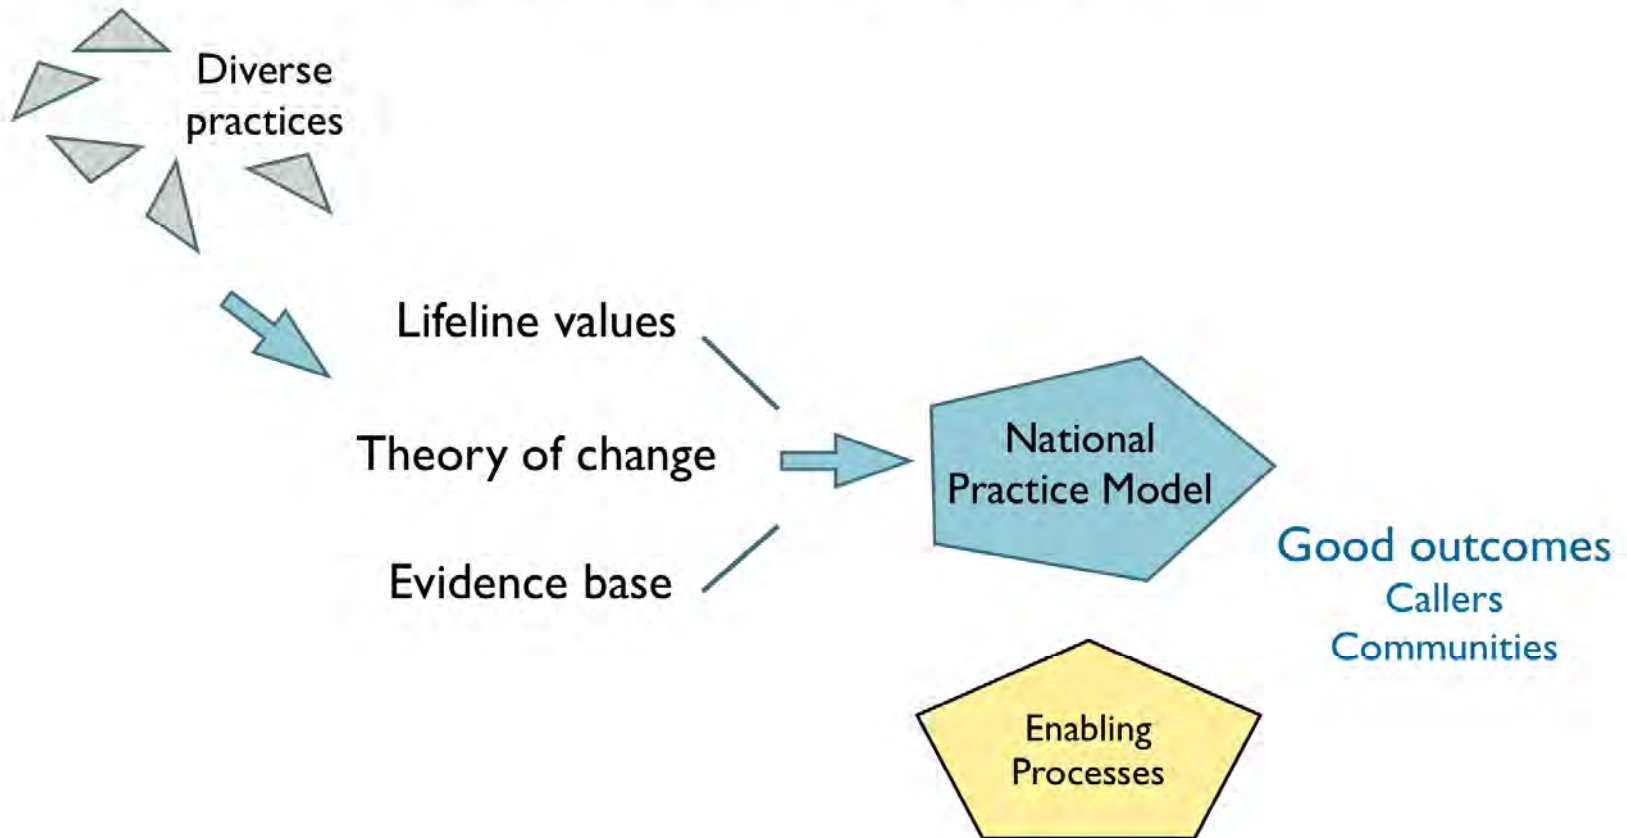 Diverse
practices
Lifeline values
Theory of change
Evidence base
National
Practice Model
Good outcomes
Callers
Communities
Enabling
Processes